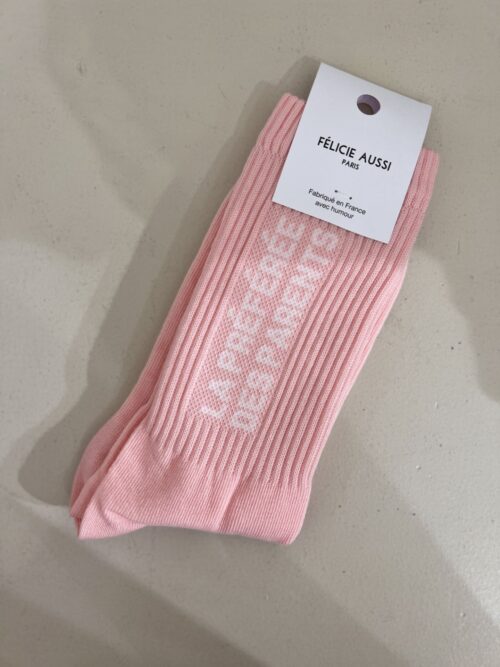 FÉLICIE AUSSI
PARIS
Fabriqué en France
avec humour
LA PRÉFÉRÉE
DES PARENTS